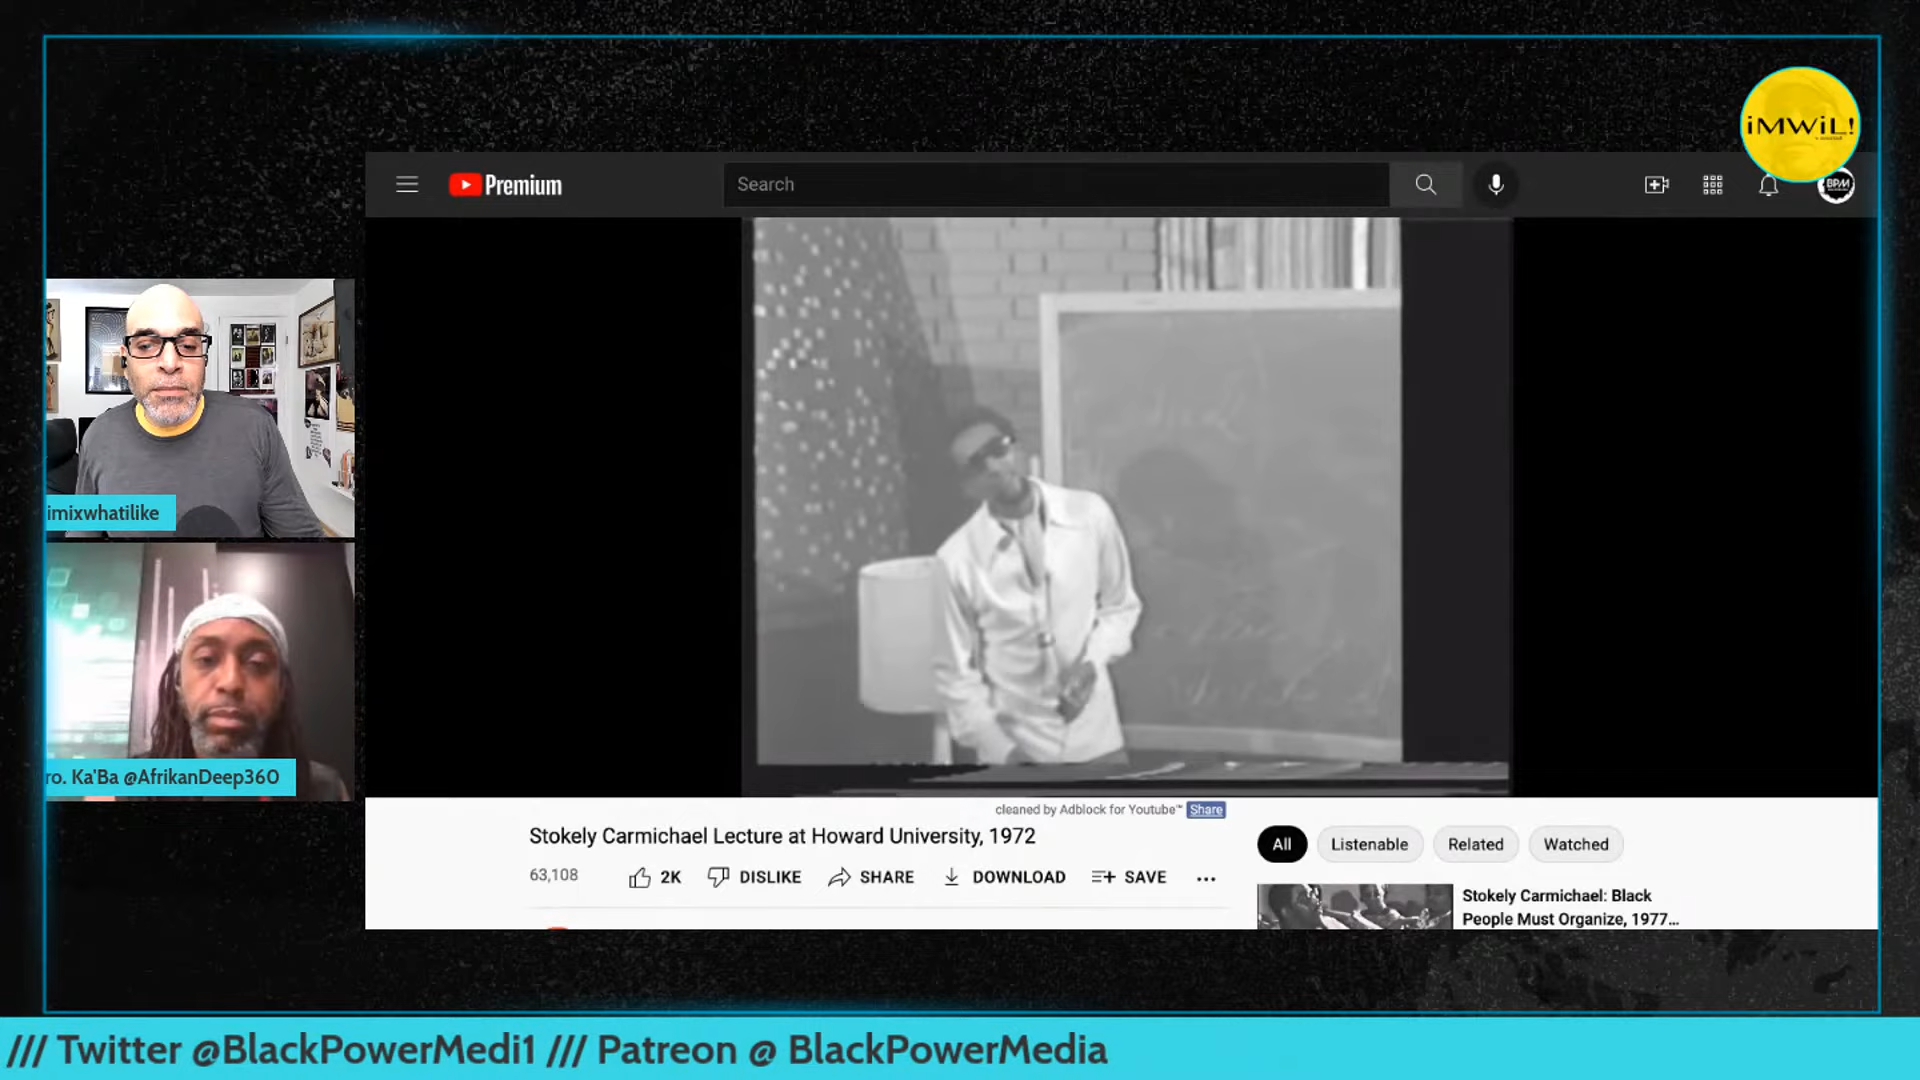 iMWiL!
Premium
Search
BPM
imixwhatilike
ro. Ka'Ba @AfrikanDeep360
cleaned by Adblock for Youtube™ Share
Stokely Carmichael Lecture at Howard University, 1972
63,108
2K
DISLIKE
SHARE
DOWNLOAD
SAVE
All
Listenable
Related
Watched
Stokely Carmichael: Black
People Must Organize, 1977...
/// Twitter @BlackPowerMedi1 /// Patreon @ BlackPowerMedia